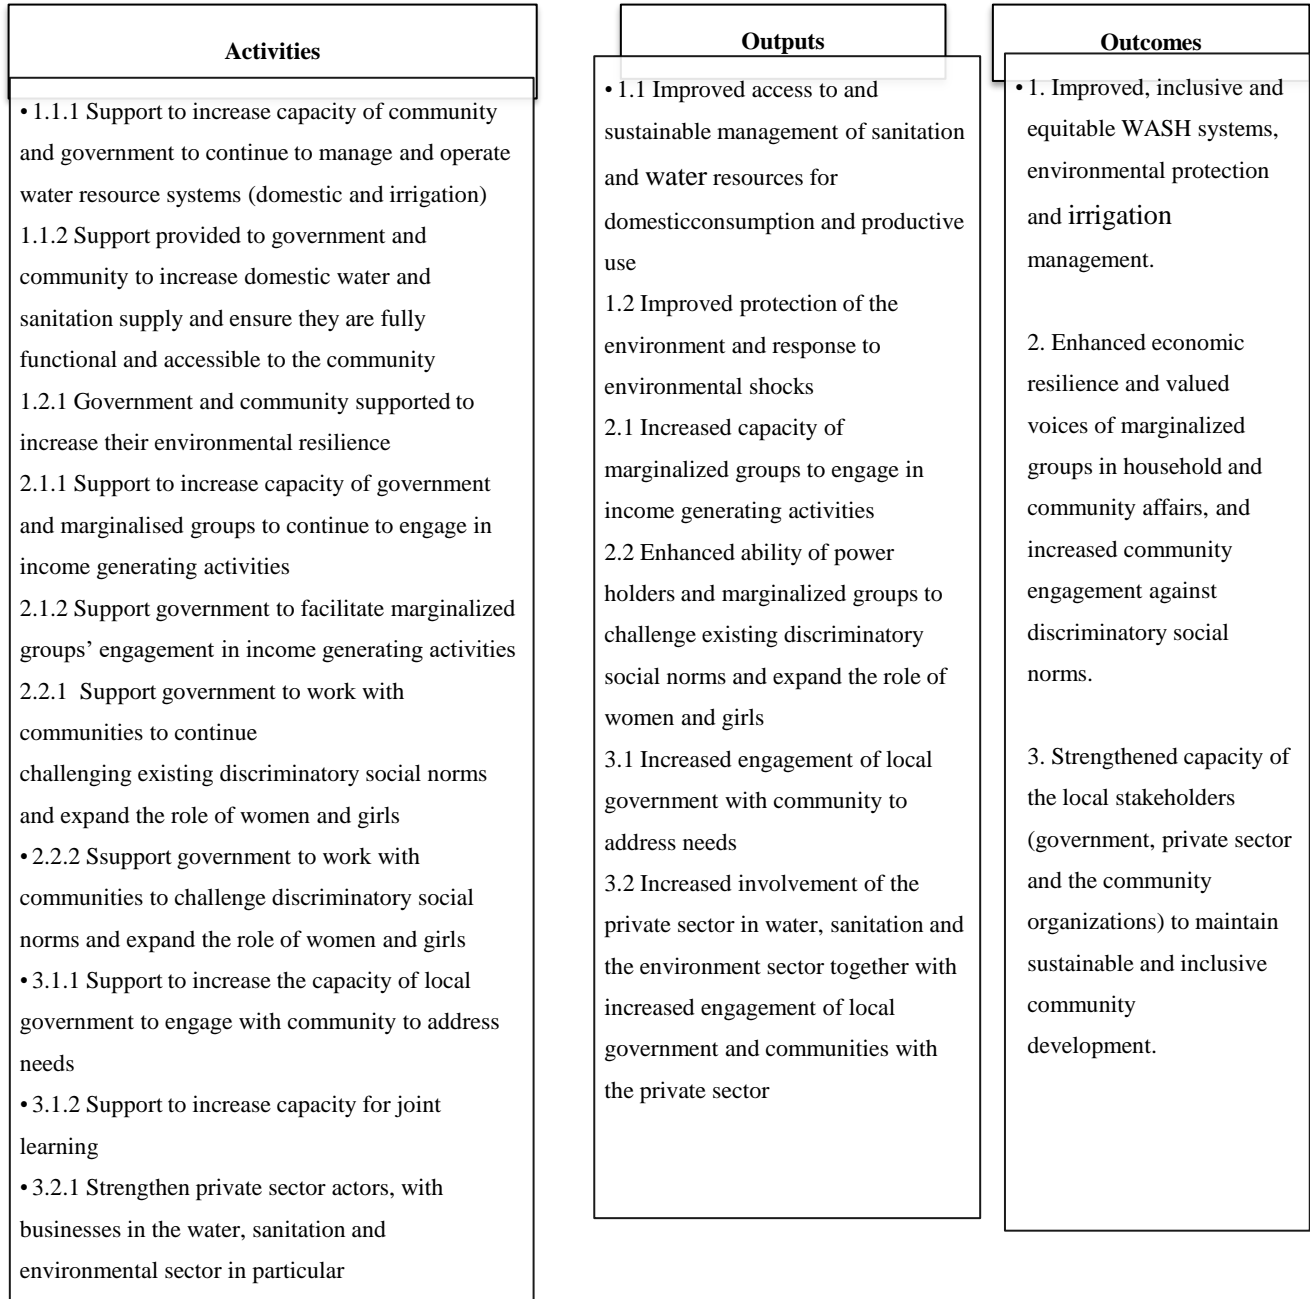 Activities
• 1.1.1 Support to increase capacity of community
and government to continue to manage and operate
water resource systems (domestic and irrigation)
1.1.2 Support provided to government and
community to increase domestic water and
sanitation supply and ensure they are fully
functional and accessible to the community
1.2.1 Government and community supported to
increase their environmental resilience
2.1.1 Support to increase capacity of government
and marginalised groups to continue to engage in
income generating activities
2.1.2 Support government to facilitate marginalized
groups’ engagement in income generating activities
2.2.1  Support government to work with
communities to continue
challenging existing discriminatory social norms
and expand the role of women and girls
• 2.2.2 Ssupport government to work with
communities to challenge discriminatory social
norms and expand the role of women and girls
• 3.1.1 Support to increase the capacity of local
government to engage with community to address
needs
• 3.1.2 Support to increase capacity for joint
learning
• 3.2.1 Strengthen private sector actors, with
businesses in the water, sanitation and
environmental sector in particular
Outputs
• 1.1 Improved access to and
sustainable management of sanitation
and water resources for
domesticconsumption and productive
use
1.2 Improved protection of the
environment and response to
environmental shocks
2.1 Increased capacity of
marginalized groups to engage in
income generating activities
2.2 Enhanced ability of power
holders and marginalized groups to
challenge existing discriminatory
social norms and expand the role of
women and girls
3.1 Increased engagement of local
government with community to
address needs
3.2 Increased involvement of the
private sector in water, sanitation and
the environment sector together with
increased engagement of local
government and communities with
the private sector
Outcomes
• 1. Improved, inclusive and
equitable WASH systems,
environmental protection
and irrigation
management.
2. Enhanced economic
resilience and valued
voices of marginalized
groups in household and
community affairs, and
increased community
engagement against
discriminatory social
norms.
3. Strengthened capacity of
the local stakeholders
(government, private sector
and the community
organizations) to maintain
sustainable and inclusive
community
development.